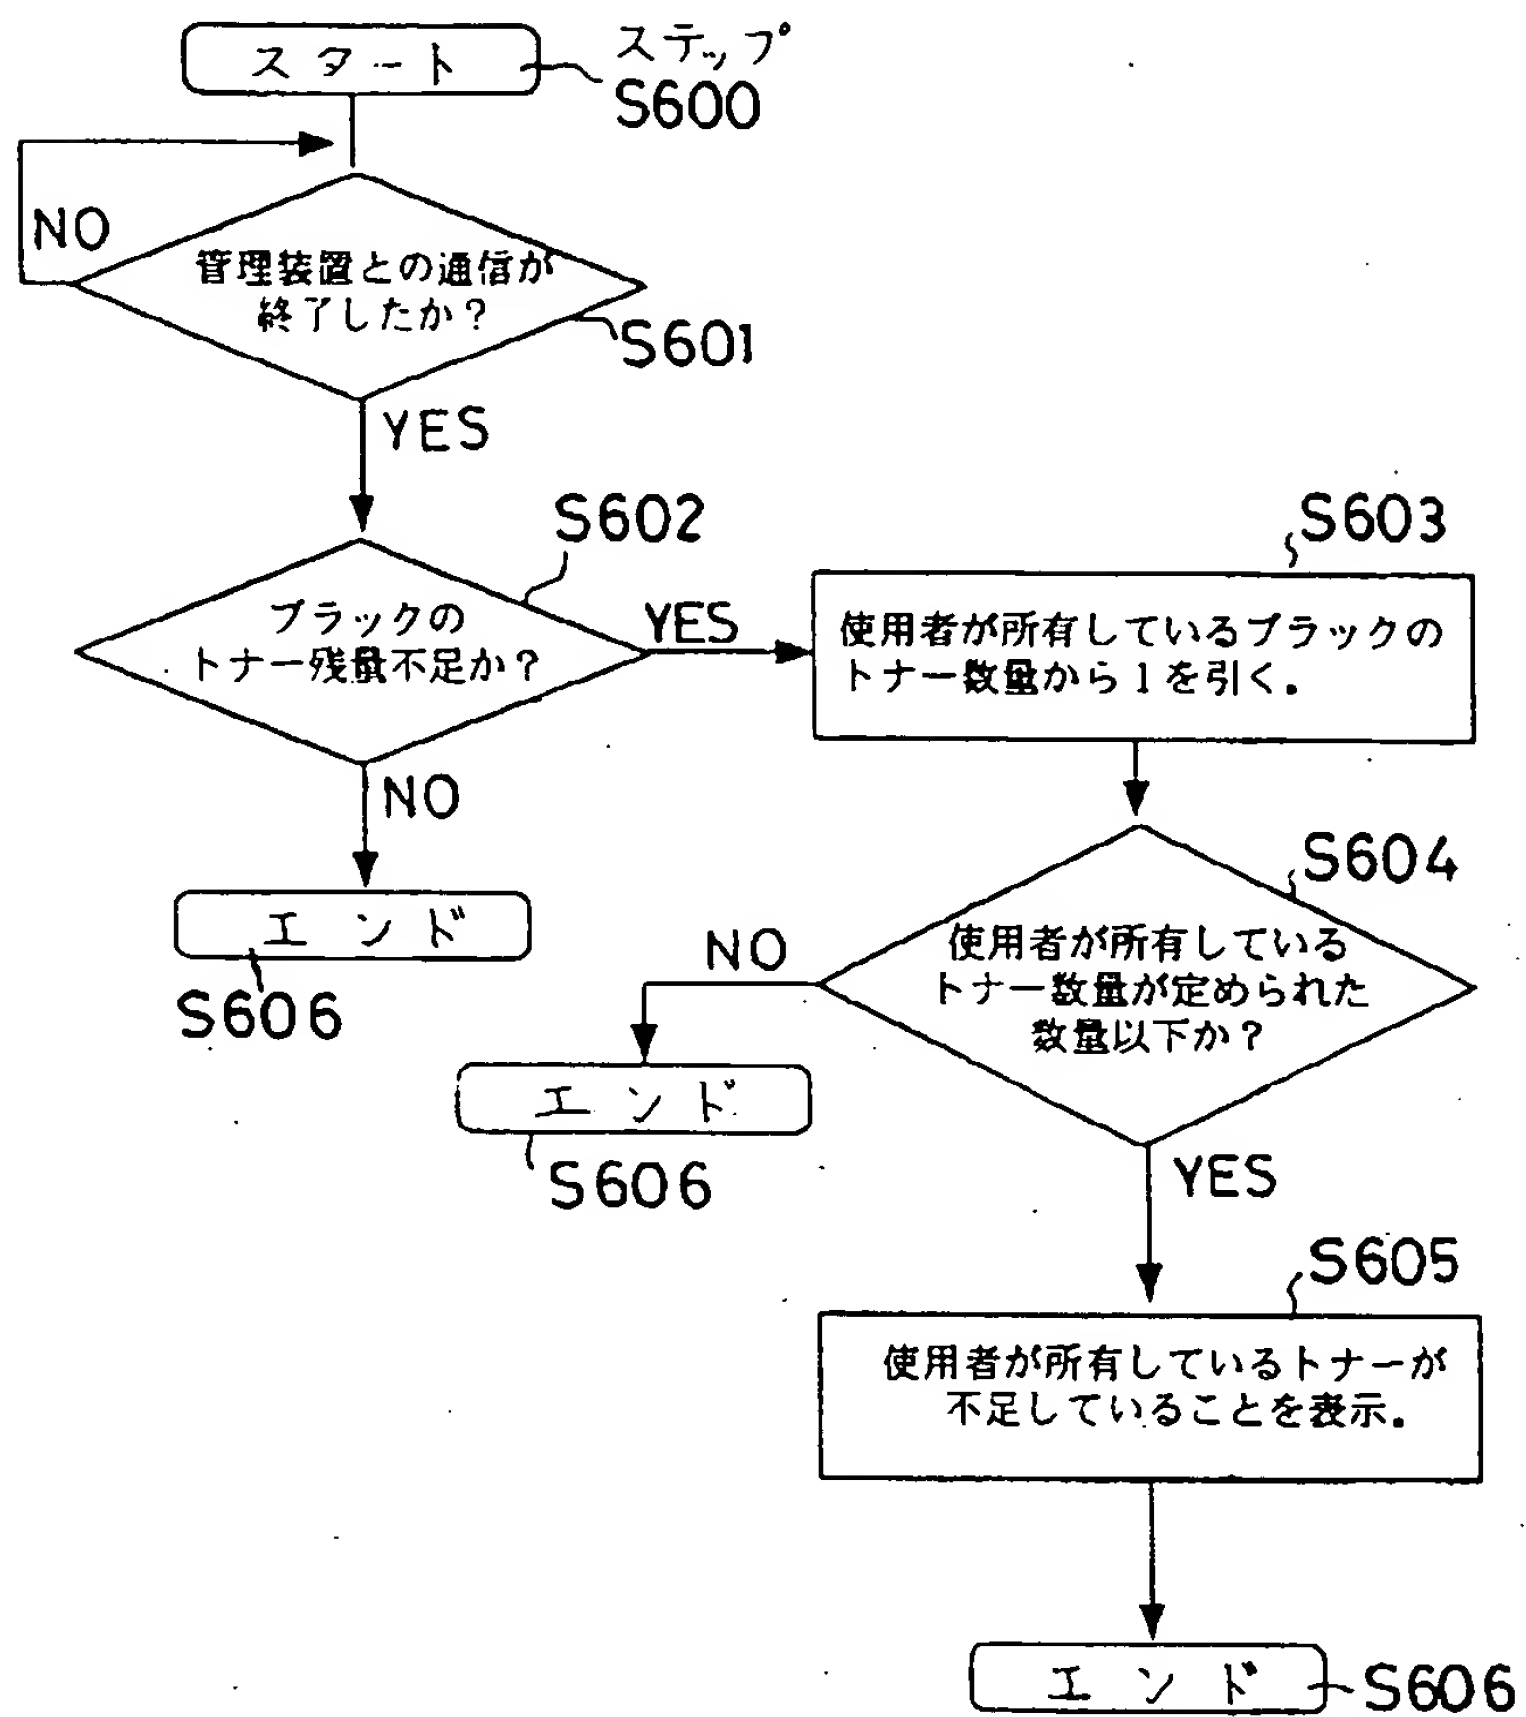 スタート
ステップ
S600
NO
管理装置との通信が
終了したか？
S601
YES
S602
ブラックの
トナー残量不足か？
YES
S603
使用者が所有しているブラックの
トナー数量から1を引く.
NO
エンド
S606
S604
使用者が所有している
トナー数量が定められた
数量以下か？
NO
エンド
S606
YES
S605
使用者が所有しているトナーが
不足していることを表示.
エンド
S606